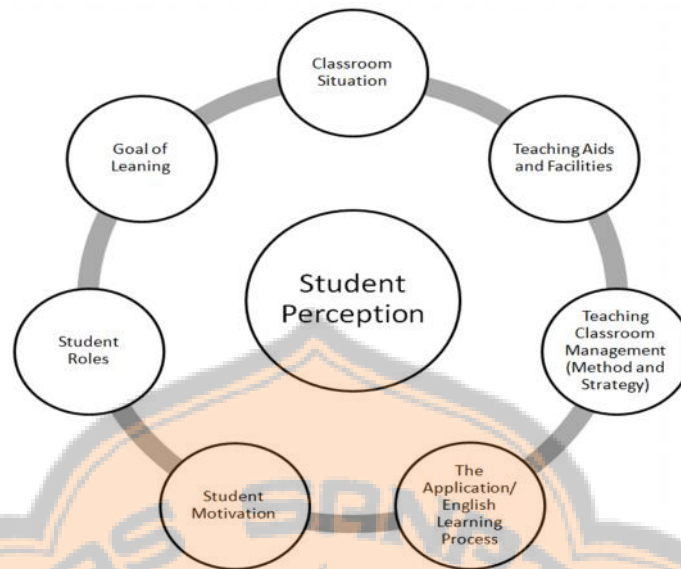 Classroom
Situation
Teaching Aids
and Facilities
Teaching
Classroom
Management
(Method and
Strategy)
The
Application/
English
Learning
Process
Student
Motivation
Student
Roles
Goal of
Leaning
Student
Perception